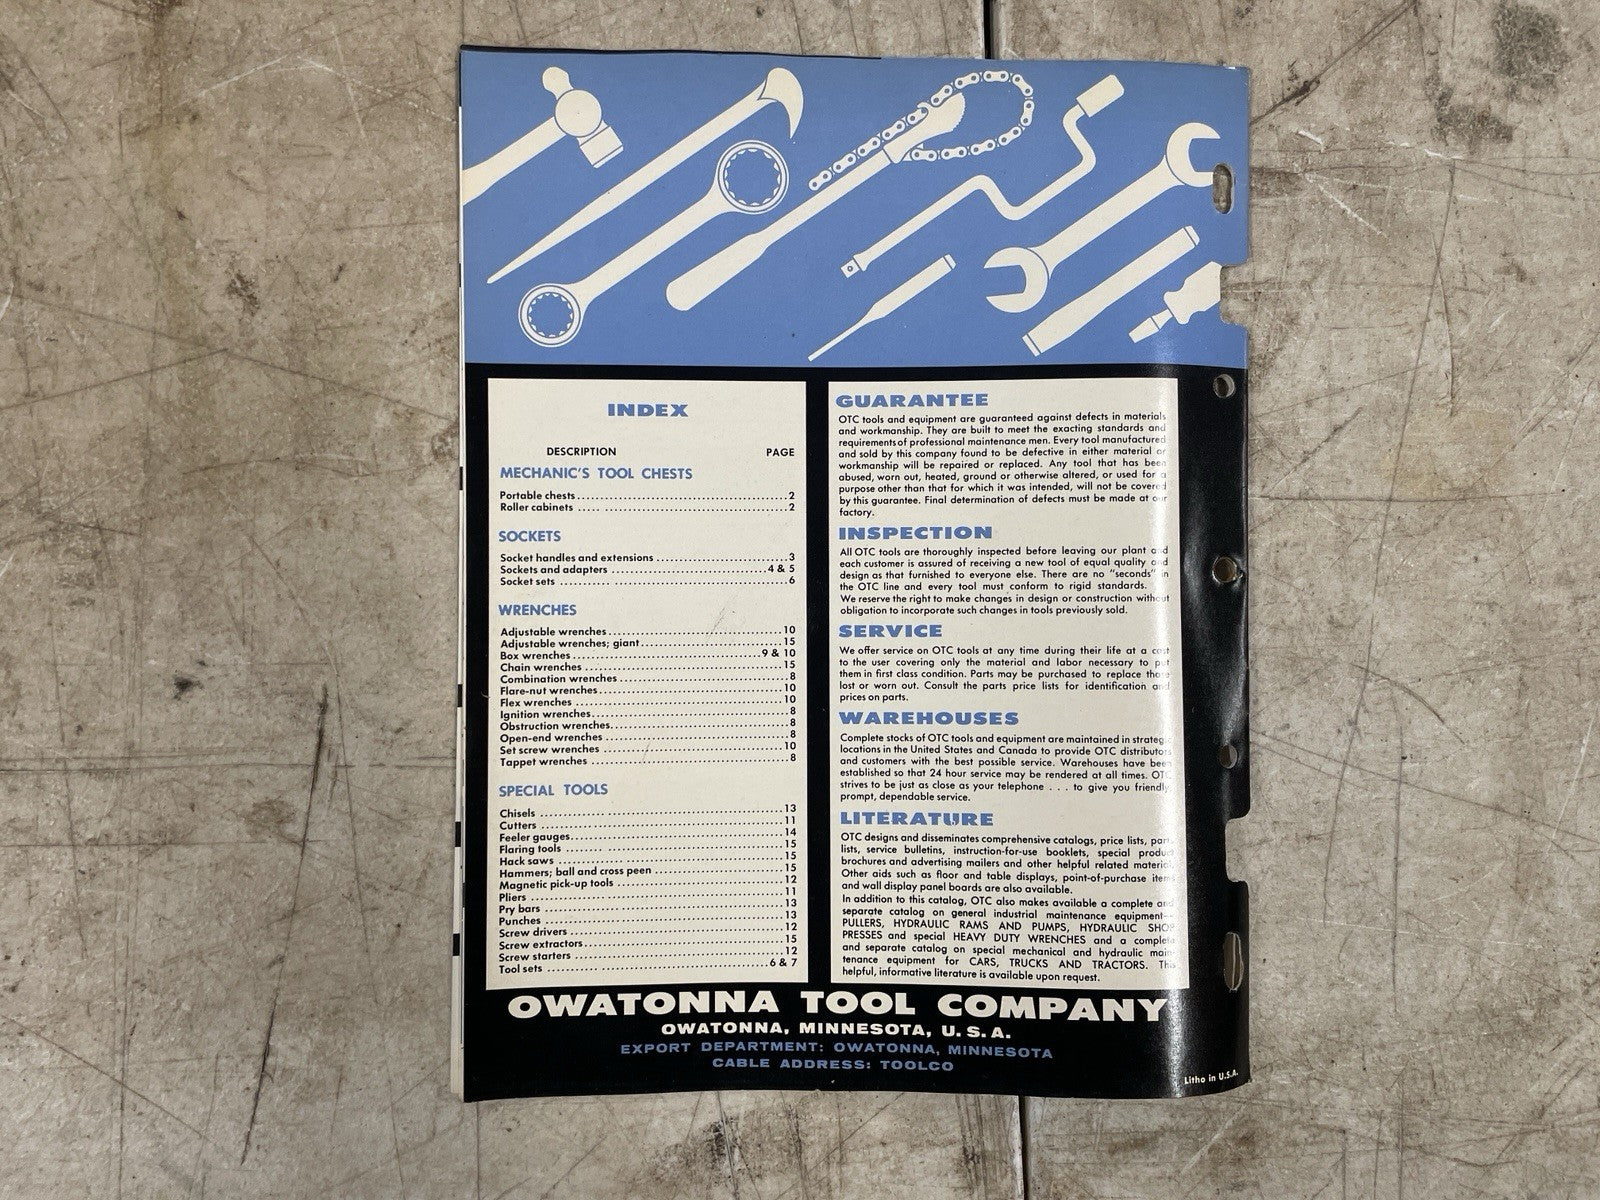 INDEX
DESCRIPTION PAGE
MECHANIC'S TOOL CHESTS
Portable chests 2
Roller cabinets 2
SOCKETS
Socket handles and extensions 3
Sockets and adapters 4 & 5
Socket sets 6
WRENCHES
Adjustable wrenches 10
Adjustable wrenches; giant 15
Box wrenches 9 & 10
Chain wrenches 15
Combination wrenches 8
Flare-nut wrenches 10
Flex wrenches 10
Ignition wrenches 8
Obstruction wrenches 8
Open-end wrenches 8
Set screw wrenches 10
Tappet wrenches 8
SPECIAL TOOLS
Chisels 13
Cutters 11
Feeler gauges 14
Flaring tools 15
Hack saws 15
Hammers; ball and cross peen 15
Magnetic pick-up tools 12
Pliers 11
Pry bars 13
Punches 13
Screw drivers 12
Screw extractors 15
Screw starters 12
Tool sets 6 & 7
GUARANTEE
OTC tools and equipment are guaranteed against defects in materials
and workmanship. They are built to meet the exacting standards and
requirements of professional maintenance men. Every tool manufactured
and sold by this company found to be defective in either material or
workmanship will be repaired or replaced. Any tool that has been
abused, worn out, heated, ground or otherwise altered, or used for a
purpose other than that for which it was intended, will not be covered
by this guarantee. Final determination of defects must be made at our
factory.
INSPECTION
All OTC tools are thoroughly inspected before leaving our plant and
each customer is assured of receiving a new tool of equal quality and
design as that furnished to everyone else. There are no "seconds" in
the OTC line and every tool must conform to rigid standards.
We reserve the right to make changes in design or construction without
obligation to incorporate such changes in tools previously sold.
SERVICE
We offer service on OTC tools at any time during their life at a cost
to the user covering only the material and labor necessary to put
them in first class condition. Parts may be purchased to replace those
lost or worn out. Consult the parts price lists for identification and
prices on parts.
WAREHOUSES
Complete stocks of OTC tools and equipment are maintained in strategic
locations in the United States and Canada to provide OTC distributors
and customers with the best possible service. Warehouses have been
established so that 24 hour service may be rendered at all times. OTC
strives to be just as close as your telephone . . . to give you friendly,
prompt, dependable service.
LITERATURE
OTC designs and disseminates comprehensive catalogs, price lists, parts
lists, service bulletins, instruction-for-use booklets, special product
brochures and advertising mailers and other helpful related material.
Other aids such as floor and table displays, point-of-purchase items
and wall display panel boards are also available.
In addition to this catalog, OTC also makes available a complete and
separate catalog on general industrial maintenance equipment—
PULLERS, HYDRAULIC RAMS AND PUMPS, HYDRAULIC SHOP
PRESSES and special HEAVY DUTY WRENCHES and a complete
and separate catalog on special mechanical and hydraulic main-
tenance equipment for CARS, TRUCKS AND TRACTORS. This
helpful, informative literature is available upon request.
OWATONNA TOOL COMPANY
OWATONNA, MINNESOTA, U. S. A.
EXPORT DEPARTMENT: OWATONNA, MINNESOTA
CABLE ADDRESS: TOOLCO
Litho in U.S.A.